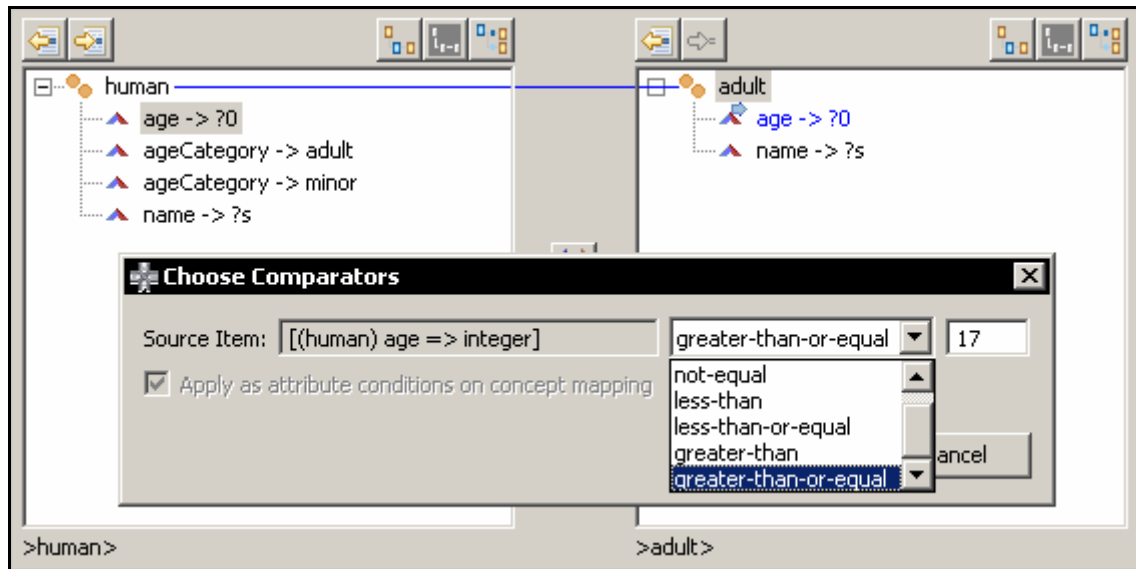 human
age -> ?0
ageCategory -> adult
ageCategory -> minor
name -> ?s
adult
age -> ?0
name -> ?s
Choose Comparators
Source Item: [(human) age => integer] greater-than-or-equal 17
Apply as attribute conditions on concept mapping
not-equal
less-than
less-than-or-equal
greater-than
greater-than-or-equal
ancel
>human>
>adult>